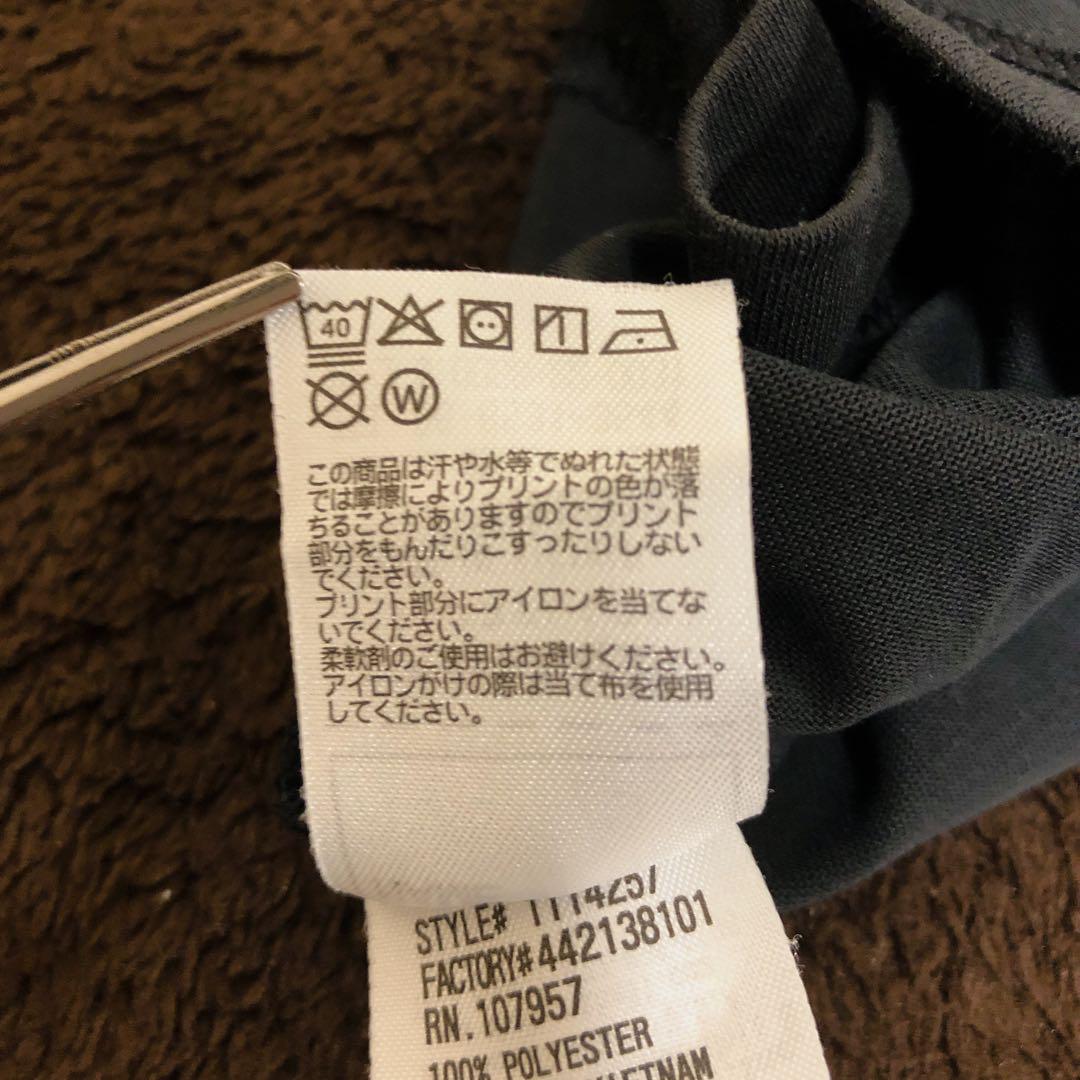 40
W
この商品は汗や水等でぬれた状態
では摩擦によりプリントの色が落
ちることがありますのでプリント
部分をもんだりこすったりしない
でください。
プリント部分にアイロンを当てな
いでください。
柔軟剤のご使用はお避けください。
アイロンがけの際は当て布を使用
してください。
STYLE# 1114257
FACTORY#442138101
RN.107957
100% POLYESTER
VIETNAM